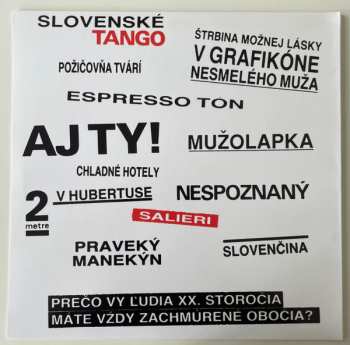 SLOVENSKÉ
TANGO
ŠTRBINA MOŽNEJ LÁSKY
V GRAFIKÓNE
NESMELÉHO MUŽA
POŽIČOVŇA TVÁRÍ
ESPRESSO TON
AJ TY!
MUŽOLAPKA
CHLADNÉ HOTELY
2
metre
V HUBERTUSE
NESPOZNANÝ
SALIERI
PRAVEKÝ
MANEKÝN
SLOVENČINA
PREČO VY ĽUDIA XX. STOROCIA
MÁTE VŽDY ZACHMÚRENÉ OBOCIA?